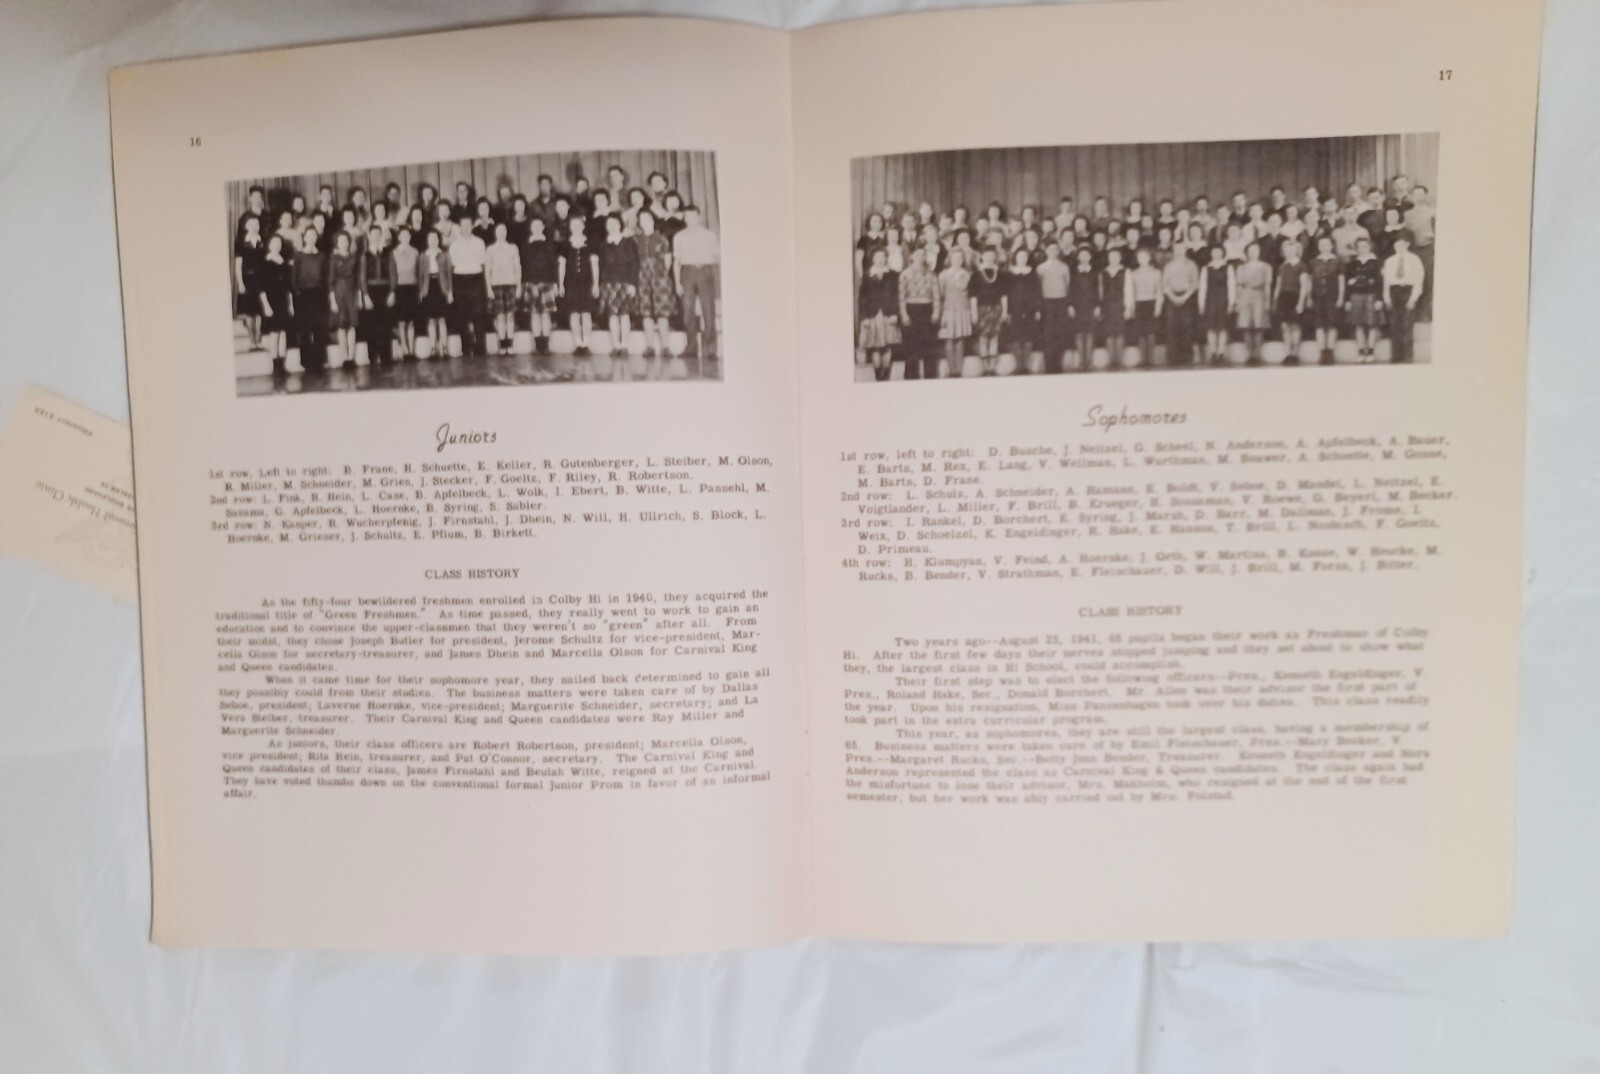 16
Juniors
1st row, Left to right: B. Frane, H. Schuette, E. Keller, R. Gutenberger, L. Steiber, M. Olson,
R. Miller, M. Schneider, M. Gries, J. Stecker, F. Goeltz, F. Riley, R. Robertson.
2nd row: L. Fink, R. Hein, L. Case, B. Apfelbeck, L. Wolk, I. Ebert, B. Witte, L. Passehl, M.
Sasama, G. Apfelbeck, L. Hoernke, B. Syring, S. Sabler.
3rd row: N. Kasper, R. Wucherpfenig, J. Firnstahl, J. Dhein, N. Will, H. Ullrich, S. Block, L.
Hoernke, M. Grieser, J. Schultz, E. Pfium, B. Birkett.
CLASS HISTORY
As the fifty-four bewildered freshmen enrolled in Colby Hi in 1940, they acquired the
traditional title of "Green Freshmen." As time passed, they really went to work to gain an
education and to convince the upper-classmen that they weren't so "green" after all. From
their midst, they chose Joseph Butler for president, Jerome Schultz for vice-president, Mar-
cella Olson for secretary-treasurer, and James Dhein and Marcella Olson for Carnival King
and Queen candidates.
When it came time for their sophomore year, they sailed back determined to gain all
they possibly could from their studies. The business matters were taken care of by Dallas
Seboe, president; Laverne Hoernke, vice-president; Marguerite Schneider, secretary; and La
Vera Steiber, treasurer. Their Carnival King and Queen candidates were Ray Miller and
Marguerite Schneider.
As juniors, their class officers are Robert Robertson, president; Marcella Olson,
vice president; Rita Hein, treasurer, and Pat O'Connor, secretary. The Carnival King and
Queen candidates of their class, James Firnstahl and Beulah Witte, reigned at the Carnival.
They have voted thumbs down on the conventional formal Junior Prom in favor of an informal
affair.
17
Sophomores
1st row, left to right: D. Busche, J. Neitzel, G. Scheel, N. Anderson, A. Apfelbeck, A. Bauer,
E. Barts, M. Rex, E. Lang, V. Wellman, L. Wurthman, M. Beawer, A. Schuette, M. Gosse,
M. Barts, D. Frane.
2nd row: L. Schulz, A. Schneider, A. Hamann, E. Boldt, V. Seboe, D. Mandel, L. Neitzel, E.
Voigtlander, L. Miller, F. Brill, B. Krueger, H. V. Roewe, G. Beyerl, M. Becker.
3rd row: I. Rankel, D. Borchert, E. Syring, J. Marsh, D. Barr, M. Dallman, J. Frome, I.
Weix, D. Schoelzel, K. Engeldinger, R. Hake, E. Hanson, T. Brill, L. F. Goeltz,
D. Primeau.
4th row: H. Klumpyan, V. Feind, A. Hoernke, J. Orth, W. Martins, B. Kosse, W. M.
Rucks, B. Bender, V. Strathman, E. Fleischauer, D. Will, J. Brill, M. Forss, J. Bitter.
CLASS HISTORY
Two years ago--August 25, 1941, 65 pupils began their work as Freshman of Colby
Hi. After the first few days their nerves stopped jumping and they set about to show what
they, the largest class in Hi School, could accomplish.
Their first step was to elect the following officers--Pres., Kenneth Engeldinger, V.
Pres., Roland Hake, Sec., Donald Borchert. Mr. Allen was their advisor the first part of
the year. Upon his resignation, Miss Panzenhagen took over his duties. This class readily
took part in the extra curricular program.
This year, as sophomores, they are still the largest class, having a membership of
65. Business matters were taken care of by Emil Fleischauer, Pres.--Mary Becker, V.
Pres.--Margaret Rucks, Sec.--Betty Jean Bender, Treasurer. Kenneth Engeldinger and Nora
Anderson represented the class as Carnival King & Queen candidates. The class again had
the misfortune to lose their advisor, Mrs. Makholm, who resigned at the end of the first
semester, but her work was ably carried out by Mrs. Polstad.